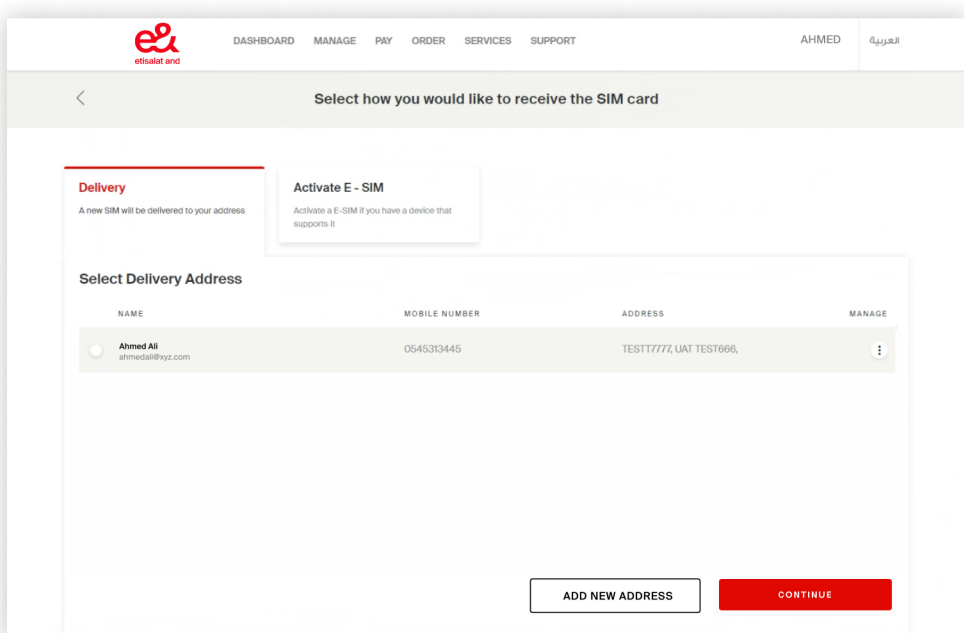 e&
etisalat and
DASHBOARD MANAGE PAY ORDER SERVICES SUPPORT AHMED العربية
Select how you would like to receive the SIM card
Delivery
A new SIM will be delivered to your address
Activate E - SIM
Activate a E-SIM if you have a device that
supports it
Select Delivery Address
NAME MOBILE NUMBER ADDRESS MANAGE
Ahmed Ali
ahmedali@xyz.com
0545313445 TESTT7777, UAT TEST666,
ADD NEW ADDRESS CONTINUE